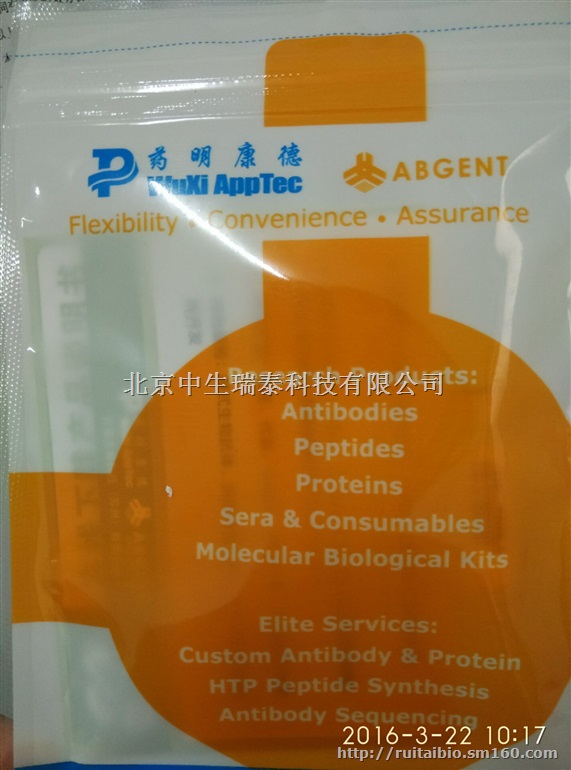 药明康德
WuXi AppTec
ABGENT
Flexibility · Convenience · Assurance
Research Products:
北京中生瑞泰科技有限公司
Antibodies
Peptides
Proteins
Sera & Consumables
Molecular Biological Kits
Elite Services:
Custom Antibody & Protein
HTP Peptide Synthesis
Antibody Sequencing
2016-3-22 10:17
http://ruitaibio.sm160.com/